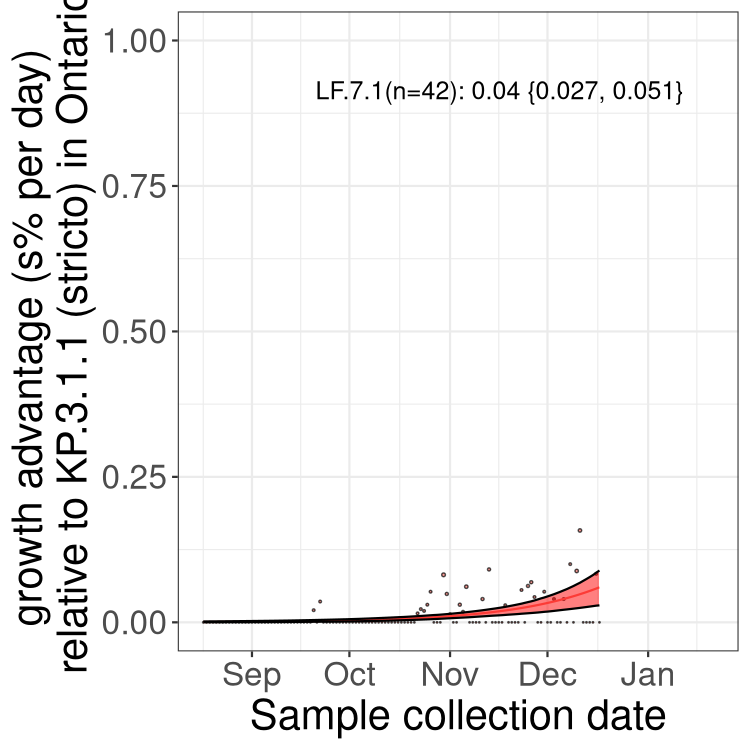 growth advantage (s% per day)
relative to KP.3.1.1 (stricto) in Ontario
1.00
0.75
0.50
0.25
0.00
LF.7.1(n=42): 0.04 {0.027, 0.051}
Sep Oct Nov Dec Jan
Sample collection date